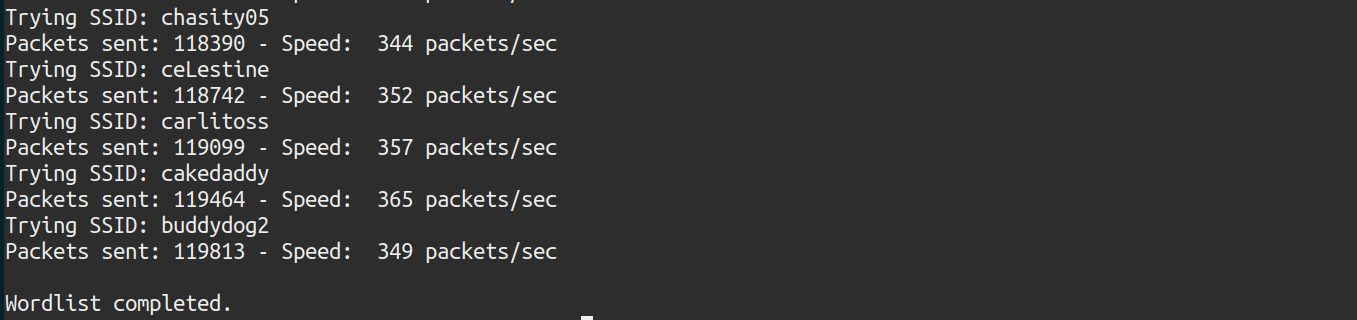 Trying SSID: chasity05
Packets sent: 118390 - Speed:  344 packets/sec
Trying SSID: ceLestine
Packets sent: 118742 - Speed:  352 packets/sec
Trying SSID: carlitoss
Packets sent: 119099 - Speed:  357 packets/sec
Trying SSID: cakedaddy
Packets sent: 119464 - Speed:  365 packets/sec
Trying SSID: buddydog2
Packets sent: 119813 - Speed:  349 packets/sec
Wordlist completed.